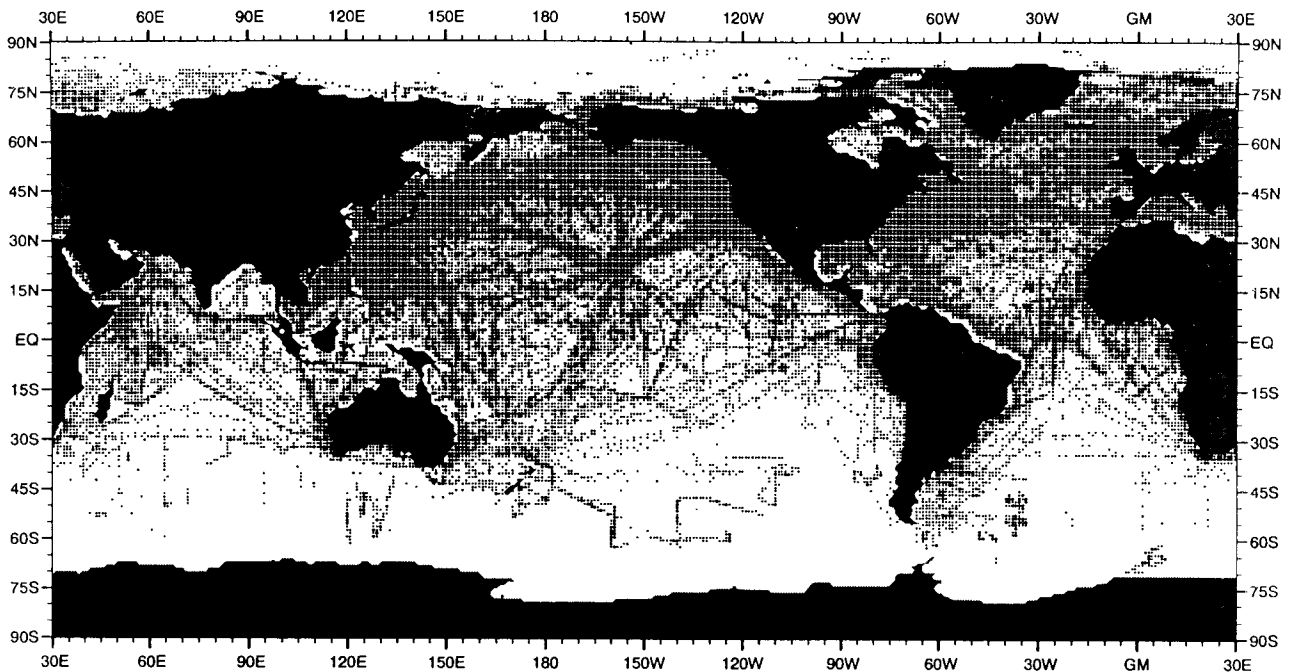 30E 60E 90E 120E 150E 180 150W 120W 90W 60W 30W GM 30E
90N 90N
75N 75N
60N 60N
45N 45N
30N 30N
15N 15N
EQ EQ
15S 15S
30S 30S
45S 45S
60S 60S
75S 75S
90S 90S
30E 60E 90E 120E 150E 180 150W 120W 90W 60W 30W GM 30E